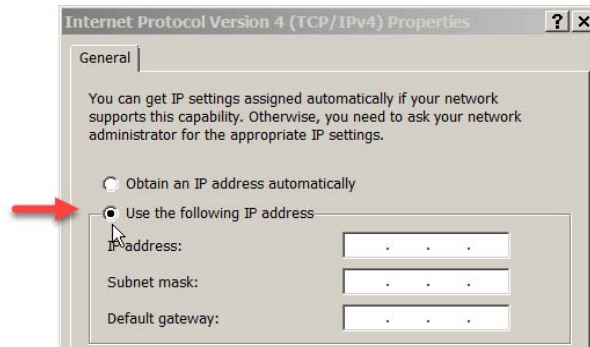 Internet Protocol Version 4 (TCP/IPv4) Properties
General
You can get IP settings assigned automatically if your network
supports this capability. Otherwise, you need to ask your network
administrator for the appropriate IP settings.
Obtain an IP address automatically
Use the following IP address
IP address:
Subnet mask:
Default gateway: